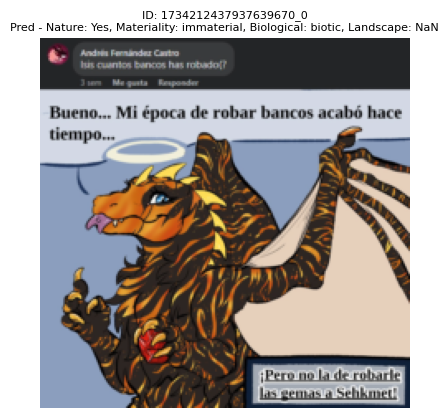 ID: 1734212437937639670_0
Pred - Nature: Yes, Materiality: immaterial, Biological: biotic, Landscape: NaN
Andrés Fernández Castro
Isis cuantos bancos has robado(?
3 sem Me gusta Responder
Bueno... Mi época de robar bancos acabó hace
tiempo...
¡Pero no la de robarle
las gemas a Sehkmet!